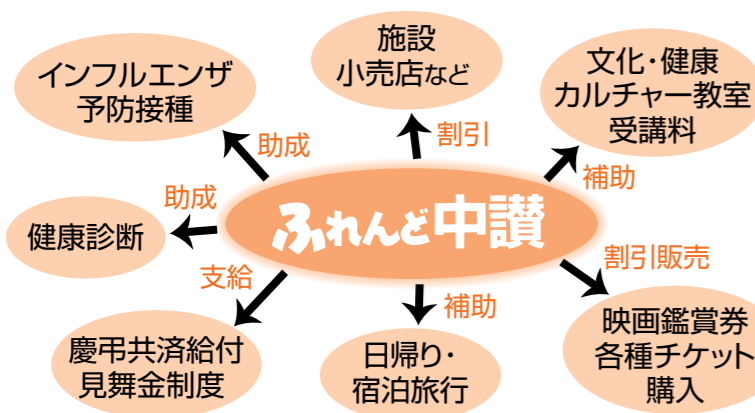 施設
小売店など
インフルエンザ
予防接種
文化・健康
カルチャー教室
受講料
助成
割引
補助
助成
健康診断
ふれんど中讃
支給
補助
割引販売
慶弔共済給付
見舞金制度
日帰り・
宿泊旅行
映画鑑賞券
各種チケット
購入